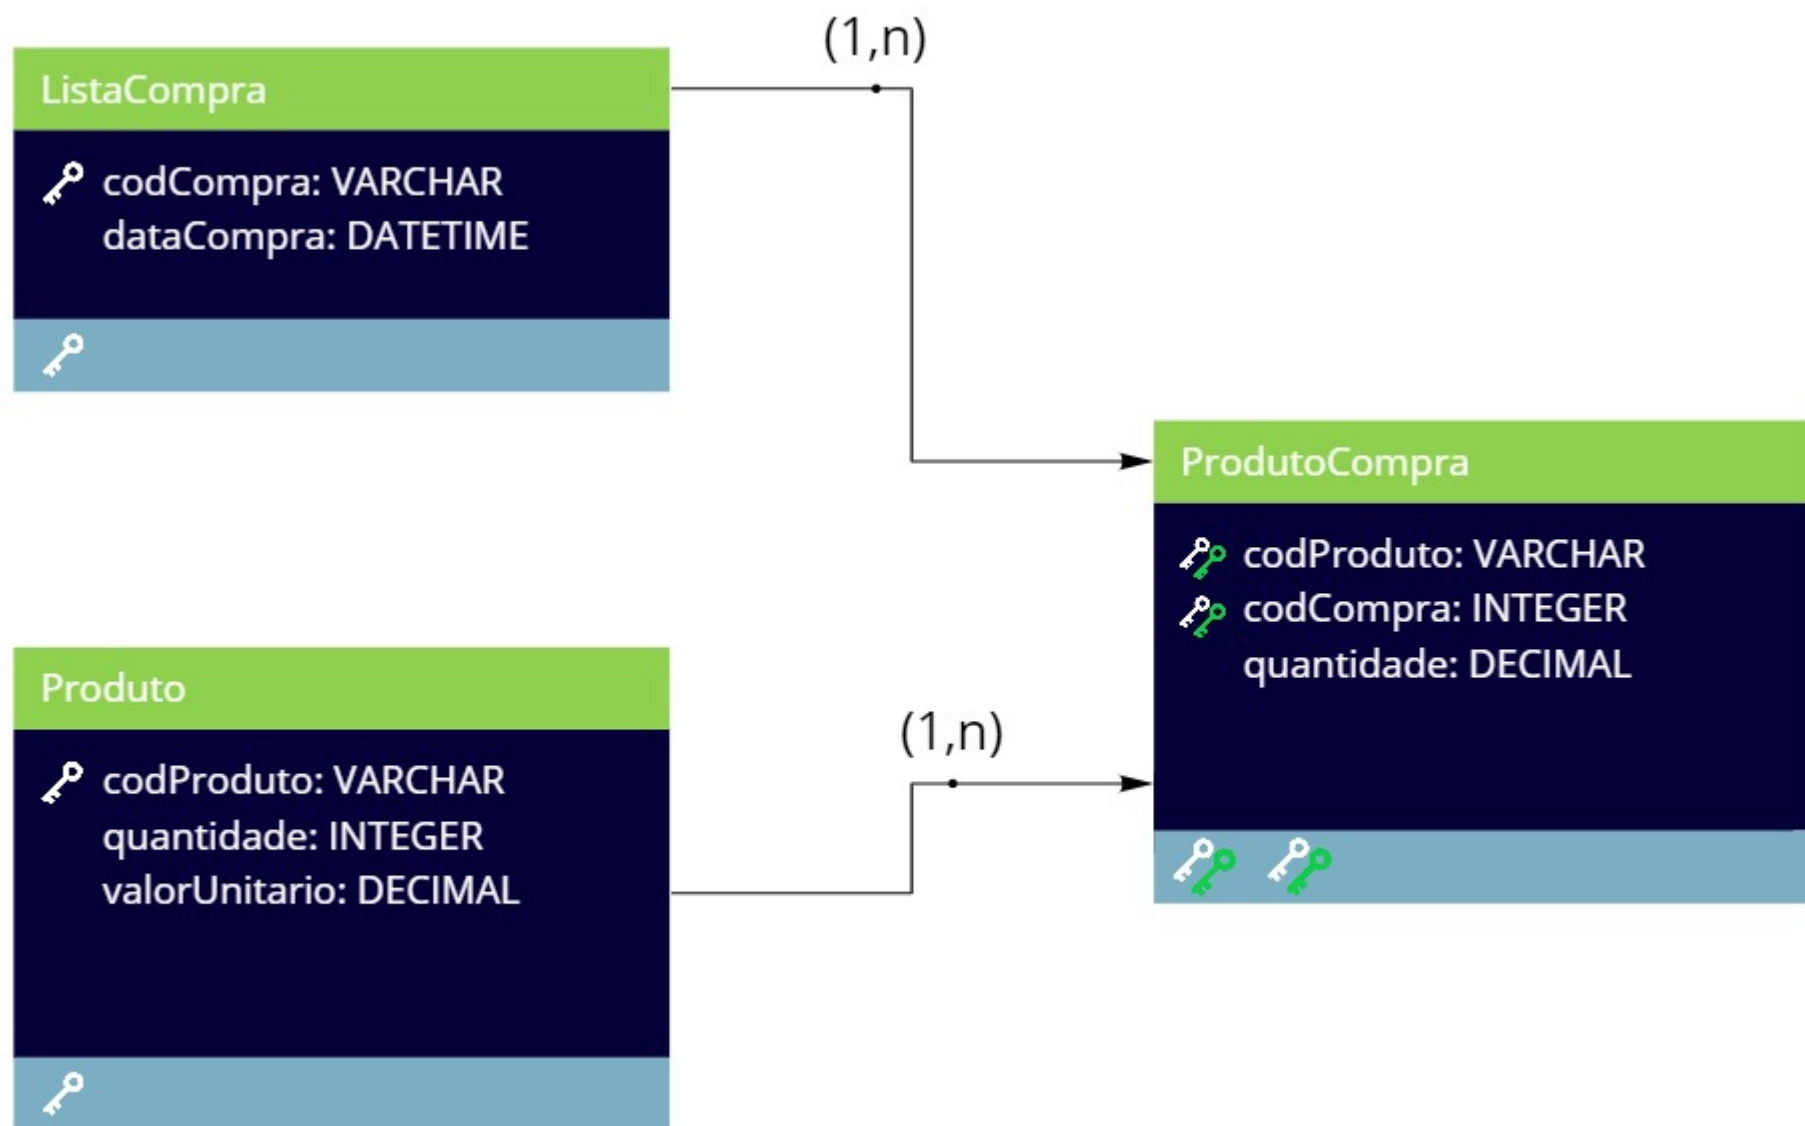 (1,n)
ListaCompra
codCompra: VARCHAR
dataCompra: DATETIME
ProdutoCompra
codProduto: VARCHAR
codCompra: INTEGER
quantidade: DECIMAL
(1,n)
Produto
codProduto: VARCHAR
quantidade: INTEGER
valorUnitario: DECIMAL